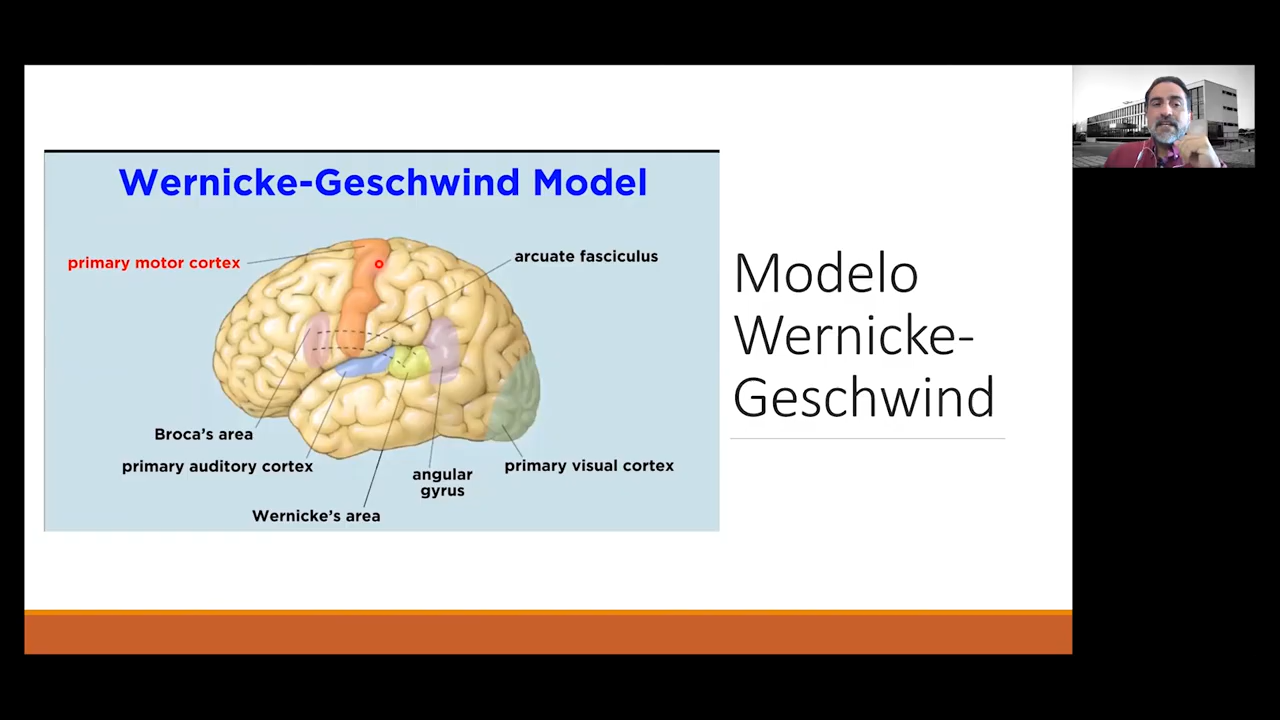 Wernicke-Geschwind Model
primary motor cortex
arcuate fasciculus
Broca's area
primary auditory cortex
angular
gyrus
primary visual cortex
Wernicke's area
Modelo
Wernicke-
Geschwind